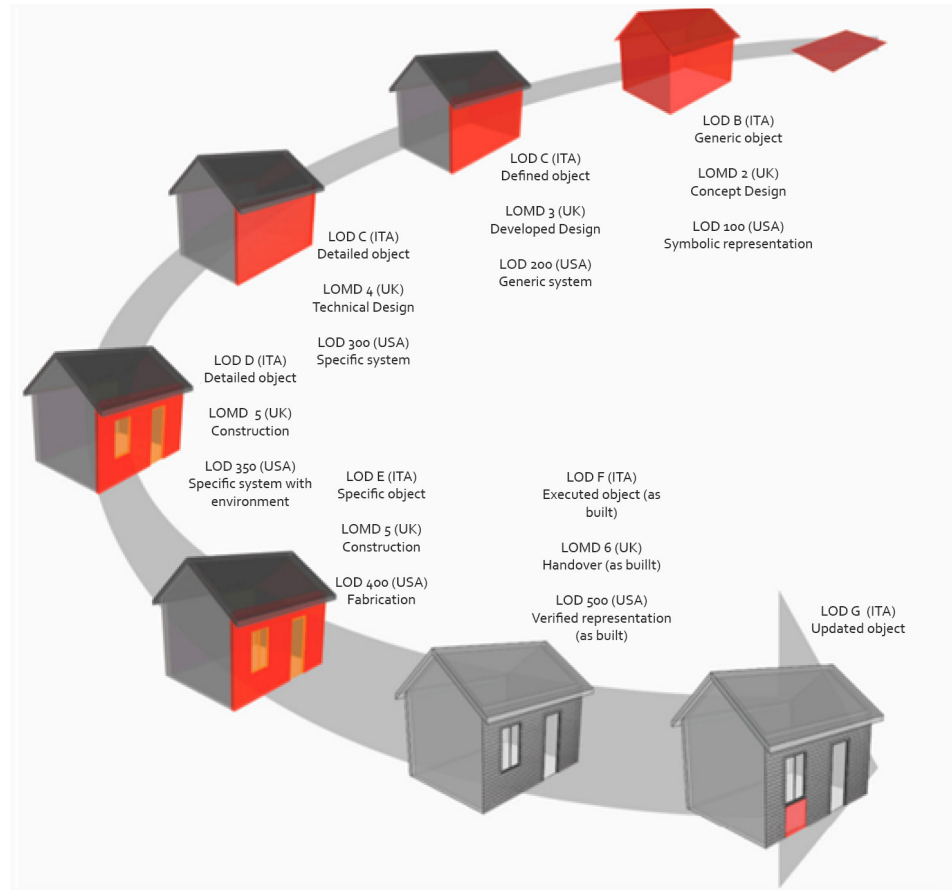 LOD B (ITA)
Generic object
LOMD 2 (UK)
Concept Design
LOD 100 (USA)
Symbolic representation
LOD C (ITA)
Defined object
LOMD 3 (UK)
Developed Design
LOD 200 (USA)
Generic system
LOD C (ITA)
Detailed object
LOMD 4 (UK)
Technical Design
LOD 300 (USA)
Specific system
LOD D (ITA)
Detailed object
LOMD 5 (UK)
Construction
LOD 350 (USA)
Specific system with
environment
LOD E (ITA)
Specific object
LOMD 5 (UK)
Construction
LOD 400 (USA)
Fabrication
LOD F (ITA)
Executed object (as
built)
LOMD 6 (UK)
Handover (as buillt)
LOD 500 (USA)
Verified representation
(as built)
LOD G (ITA)
Updated object